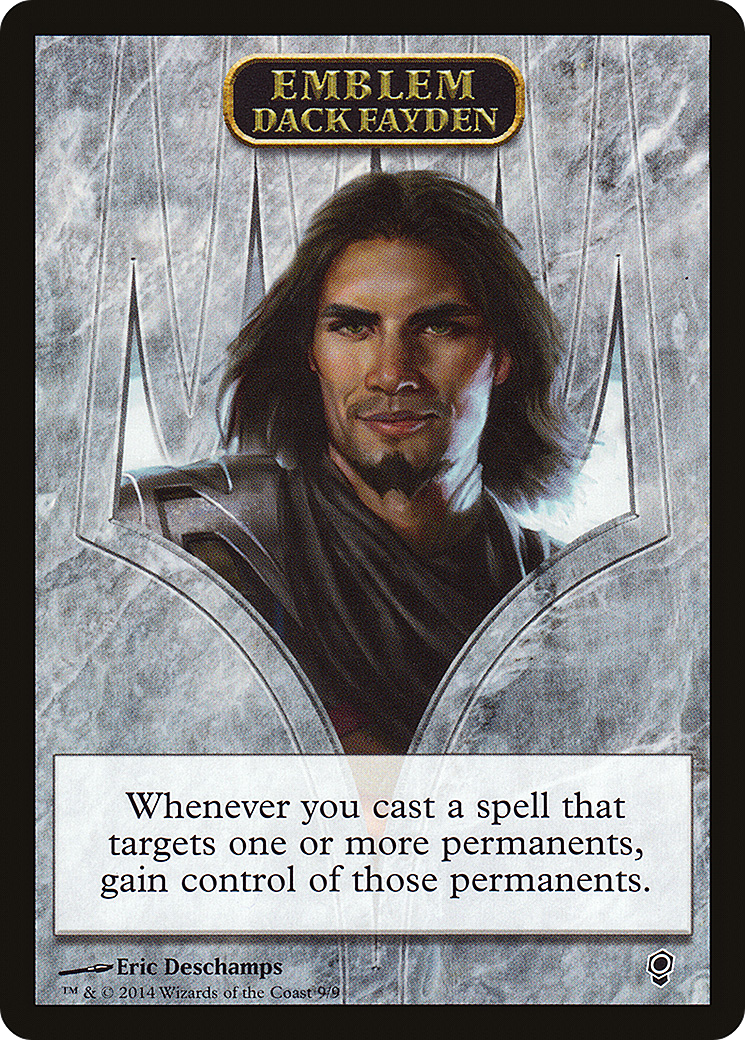 EMBLEM
DACK FAYDEN
Whenever you cast a spell that
targets one or more permanents,
gain control of those permanents.
Eric Deschamps
™ & © 2014 Wizards of the Coast 9/9